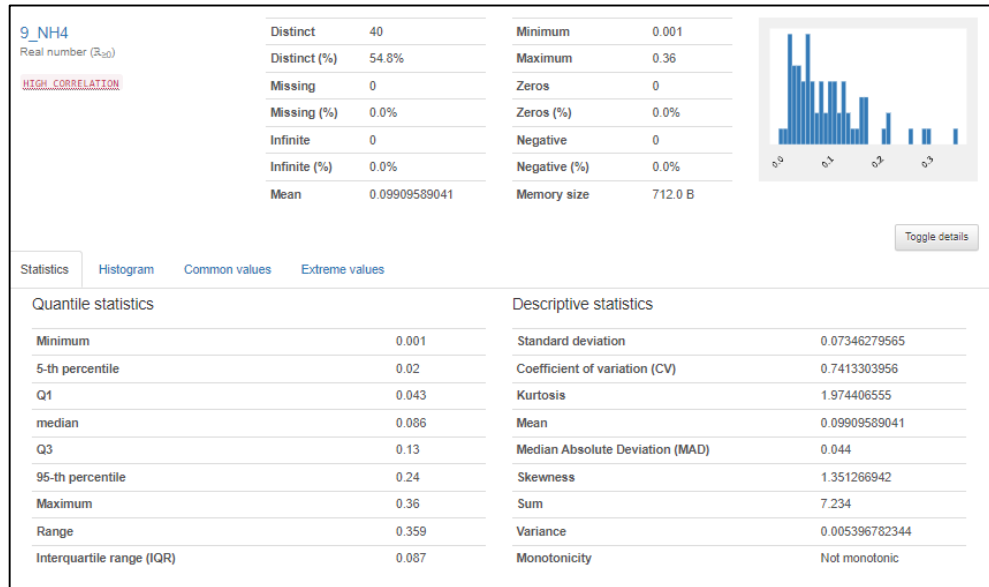 9_NH4
Real number (ℝ≥0)
HIGH CORRELATION
Distinct 40
Distinct (%) 54.8%
Missing 0
Missing (%) 0.0%
Infinite 0
Infinite (%) 0.0%
Mean 0.09909589041
Minimum 0.001
Maximum 0.36
Zeros 0
Zeros (%) 0.0%
Negative 0
Negative (%) 0.0%
Memory size 712.0 B
0.0 0.1 0.2 0.3
Toggle details
Statistics Histogram Common values Extreme values
Quantile statistics
Minimum 0.001
5-th percentile 0.02
Q1 0.043
median 0.086
Q3 0.13
95-th percentile 0.24
Maximum 0.36
Range 0.359
Interquartile range (IQR) 0.087
Descriptive statistics
Standard deviation 0.07346279565
Coefficient of variation (CV) 0.7413303956
Kurtosis 1.974406555
Mean 0.09909589041
Median Absolute Deviation (MAD) 0.044
Skewness 1.351266942
Sum 7.234
Variance 0.005396782344
Monotonicity Not monotonic